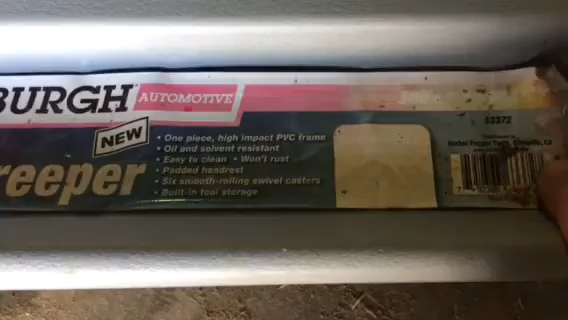 BURGH AUTOMOTIVE
NEW
reeper
• One piece, high impact PVC frame
• Oil and solvent resistant
• Easy to clean • Won't rust
• Padded headrest
• Six smooth-rolling swivel casters
• Built-in tool storage